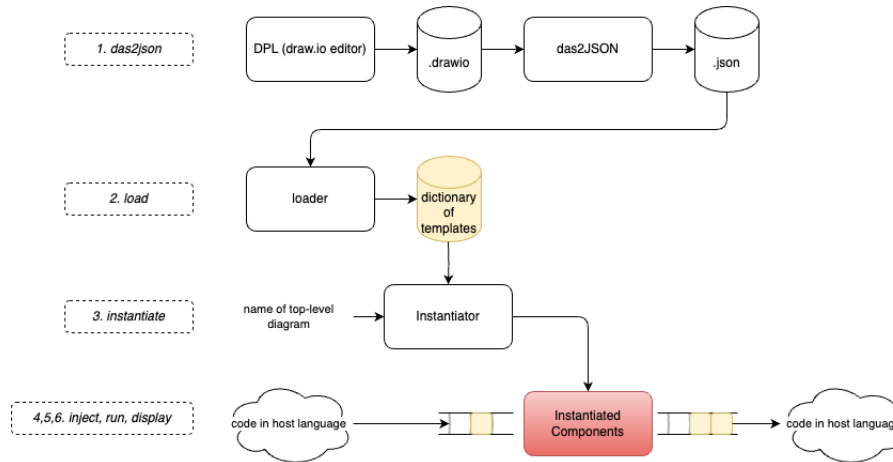 1. das2json
DPL (draw.io editor)
.drawio
das2JSON
.json
2. load
loader
dictionary
of
templates
3. instantiate
name of top-level
diagram
Instantiator
4,5,6. inject, run, display
code in host language
Instantiated
Components
code in host languag